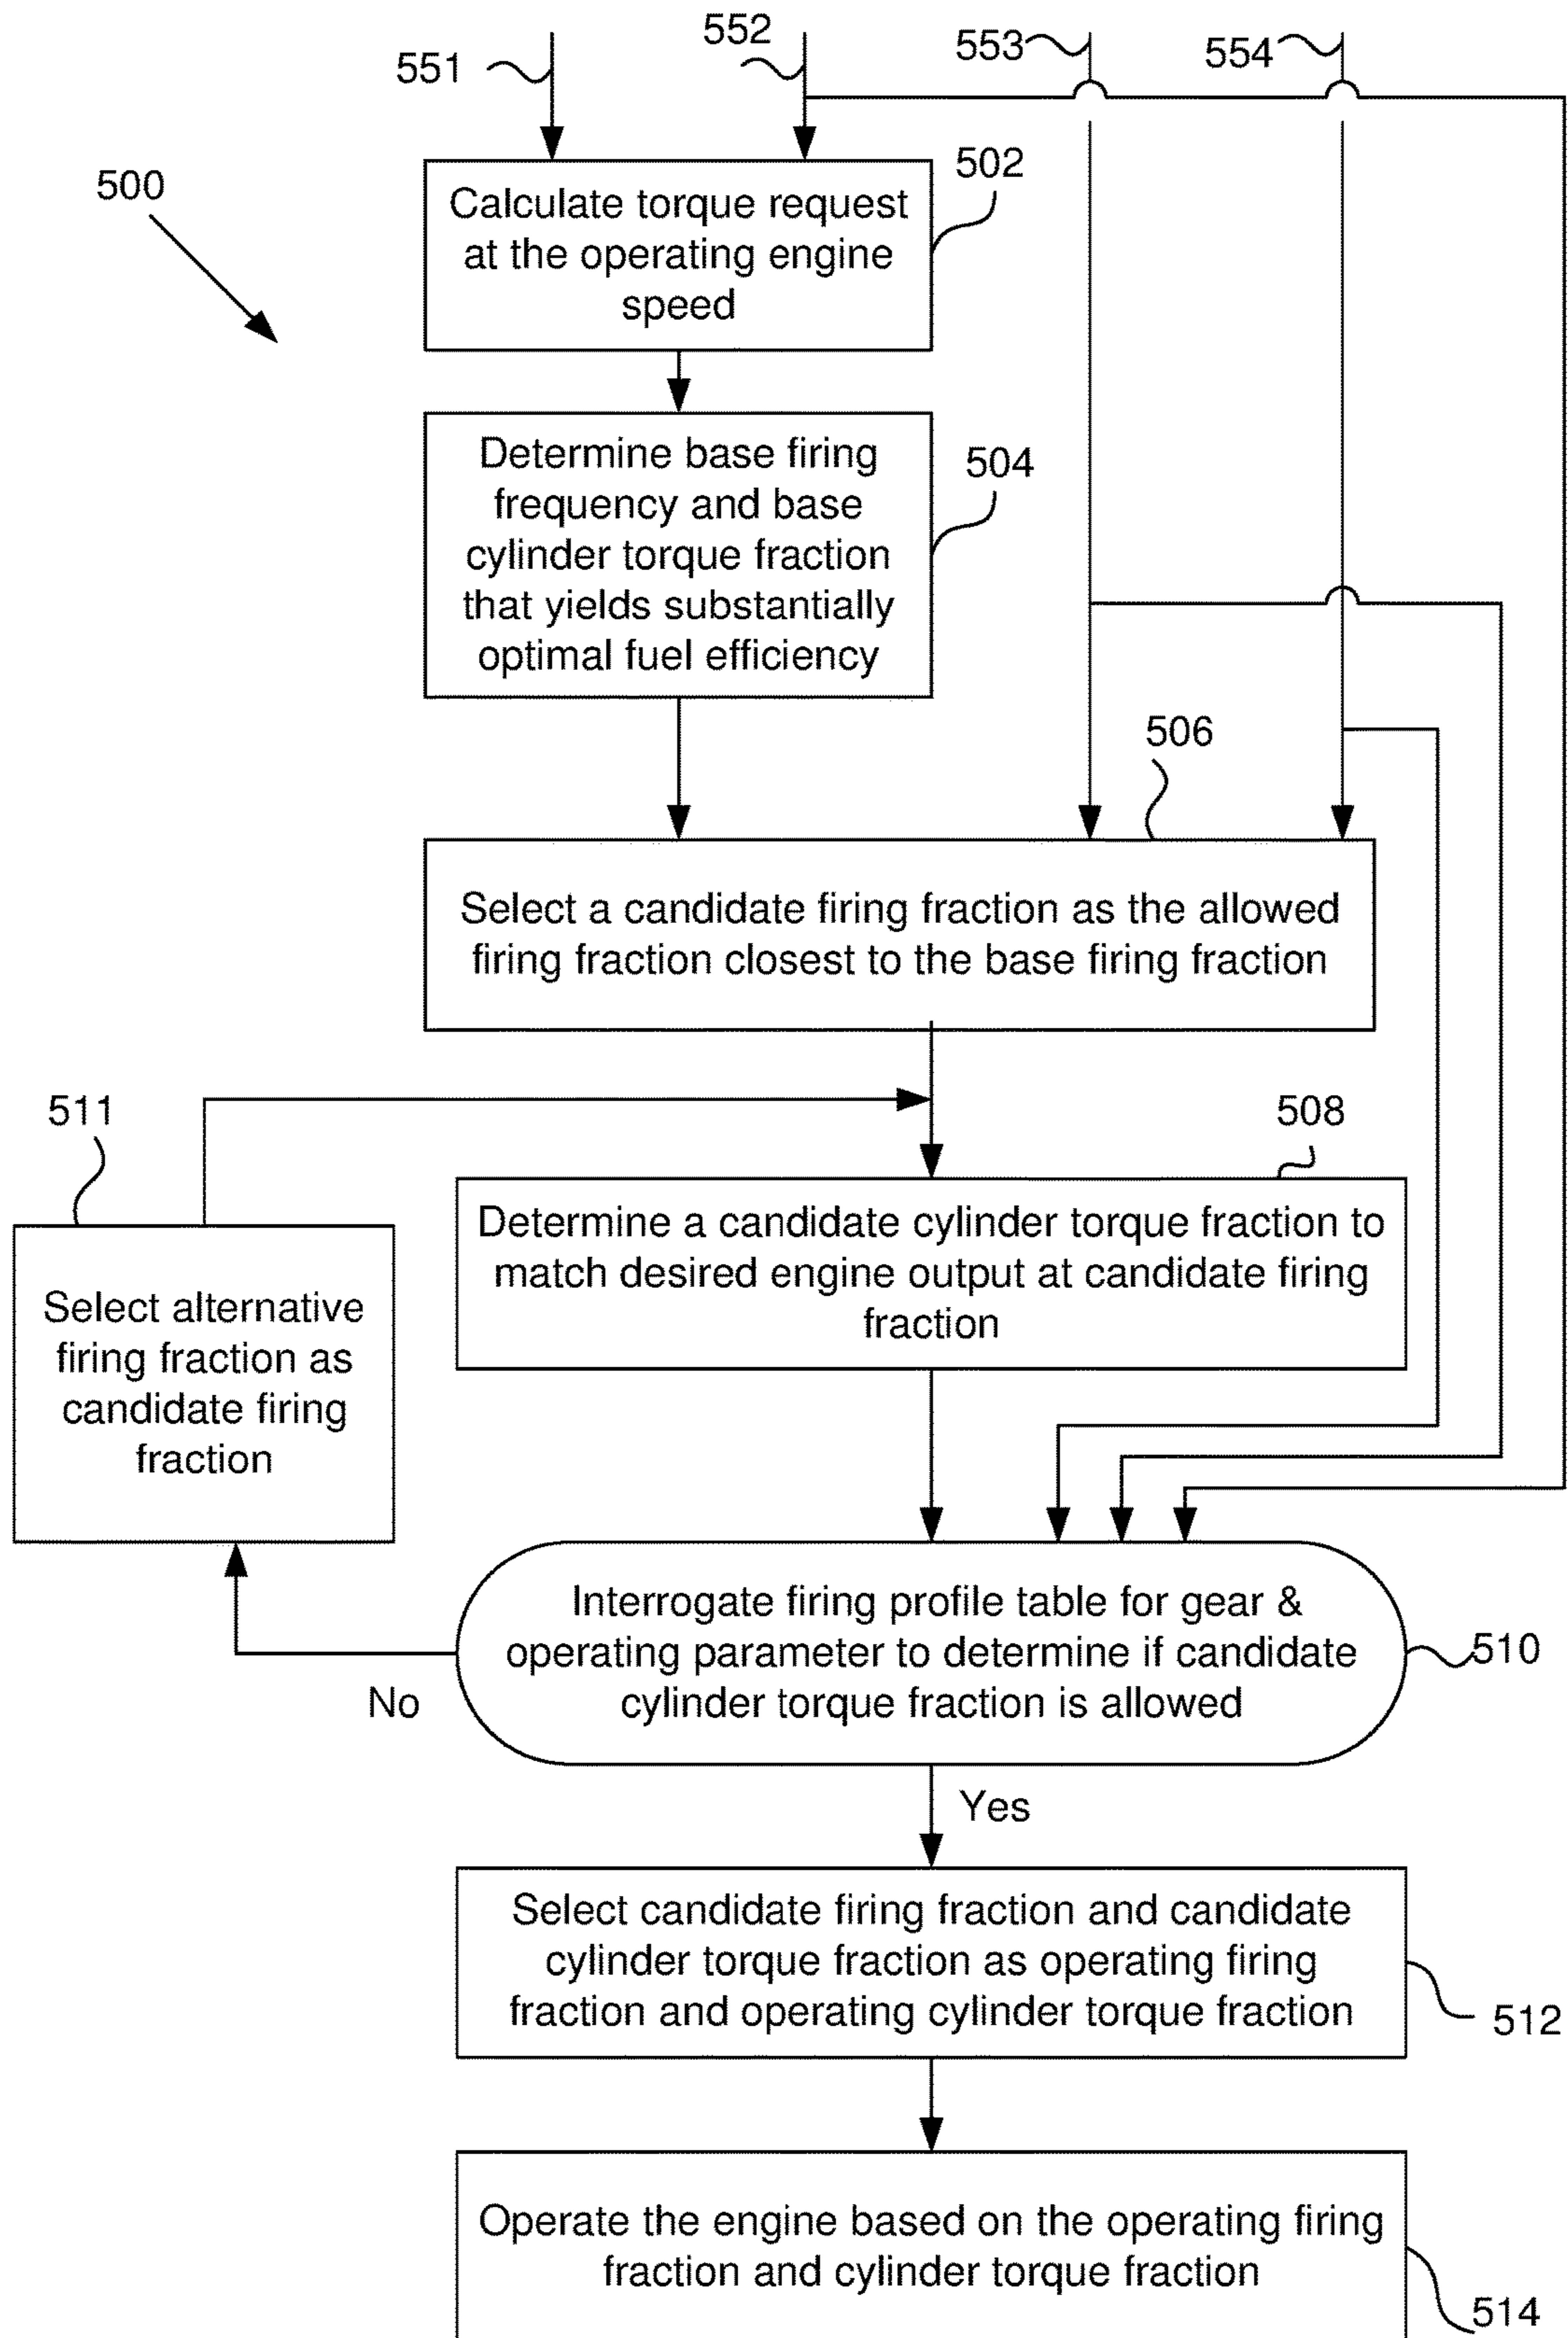 551
552
553
554
500
502
Calculate torque request
at the operating engine
speed
504
Determine base firing
frequency and base
cylinder torque fraction
that yields substantially
optimal fuel efficiency
506
Select a candidate firing fraction as the allowed
firing fraction closest to the base firing fraction
511
508
Select alternative
firing fraction as
candidate firing
fraction
Determine a candidate cylinder torque fraction to
match desired engine output at candidate firing
fraction
Interrogate firing profile table for gear &
operating parameter to determine if candidate
cylinder torque fraction is allowed
510
No
Yes
Select candidate firing fraction and candidate
cylinder torque fraction as operating firing
fraction and operating cylinder torque fraction
512
Operate the engine based on the operating firing
fraction and cylinder torque fraction
514